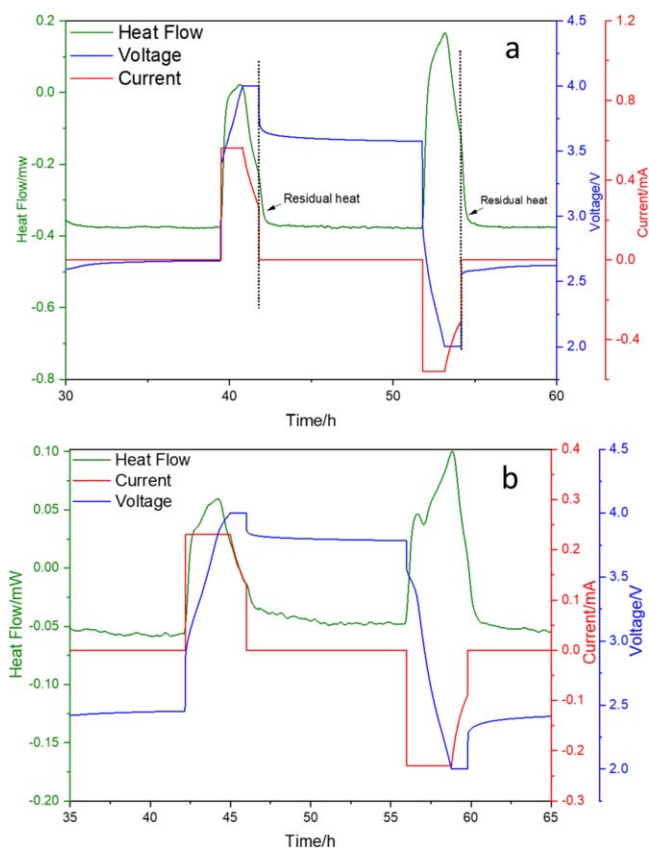 a
Heat Flow
Voltage
Current
Residual heat
Residual heat
0.2
0.0
-0.2
-0.4
-0.6
-0.8
Heat Flow/mw
4.5
4.0
3.5
3.0
2.5
2.0
Voltage/V
1.2
0.8
0.4
0.0
-0.4
Current/mA
30 40 50 60
Time/h
b
Heat Flow
Current
Voltage
0.10
0.05
0.00
-0.05
-0.10
-0.15
-0.20
Heat Flow/mW
0.4
0.3
0.2
0.1
0.0
-0.1
-0.2
-0.3
Current/mA
4.5
4.0
3.5
3.0
2.5
2.0
Voltage/V
35 40 45 50 55 60 65
Time/h